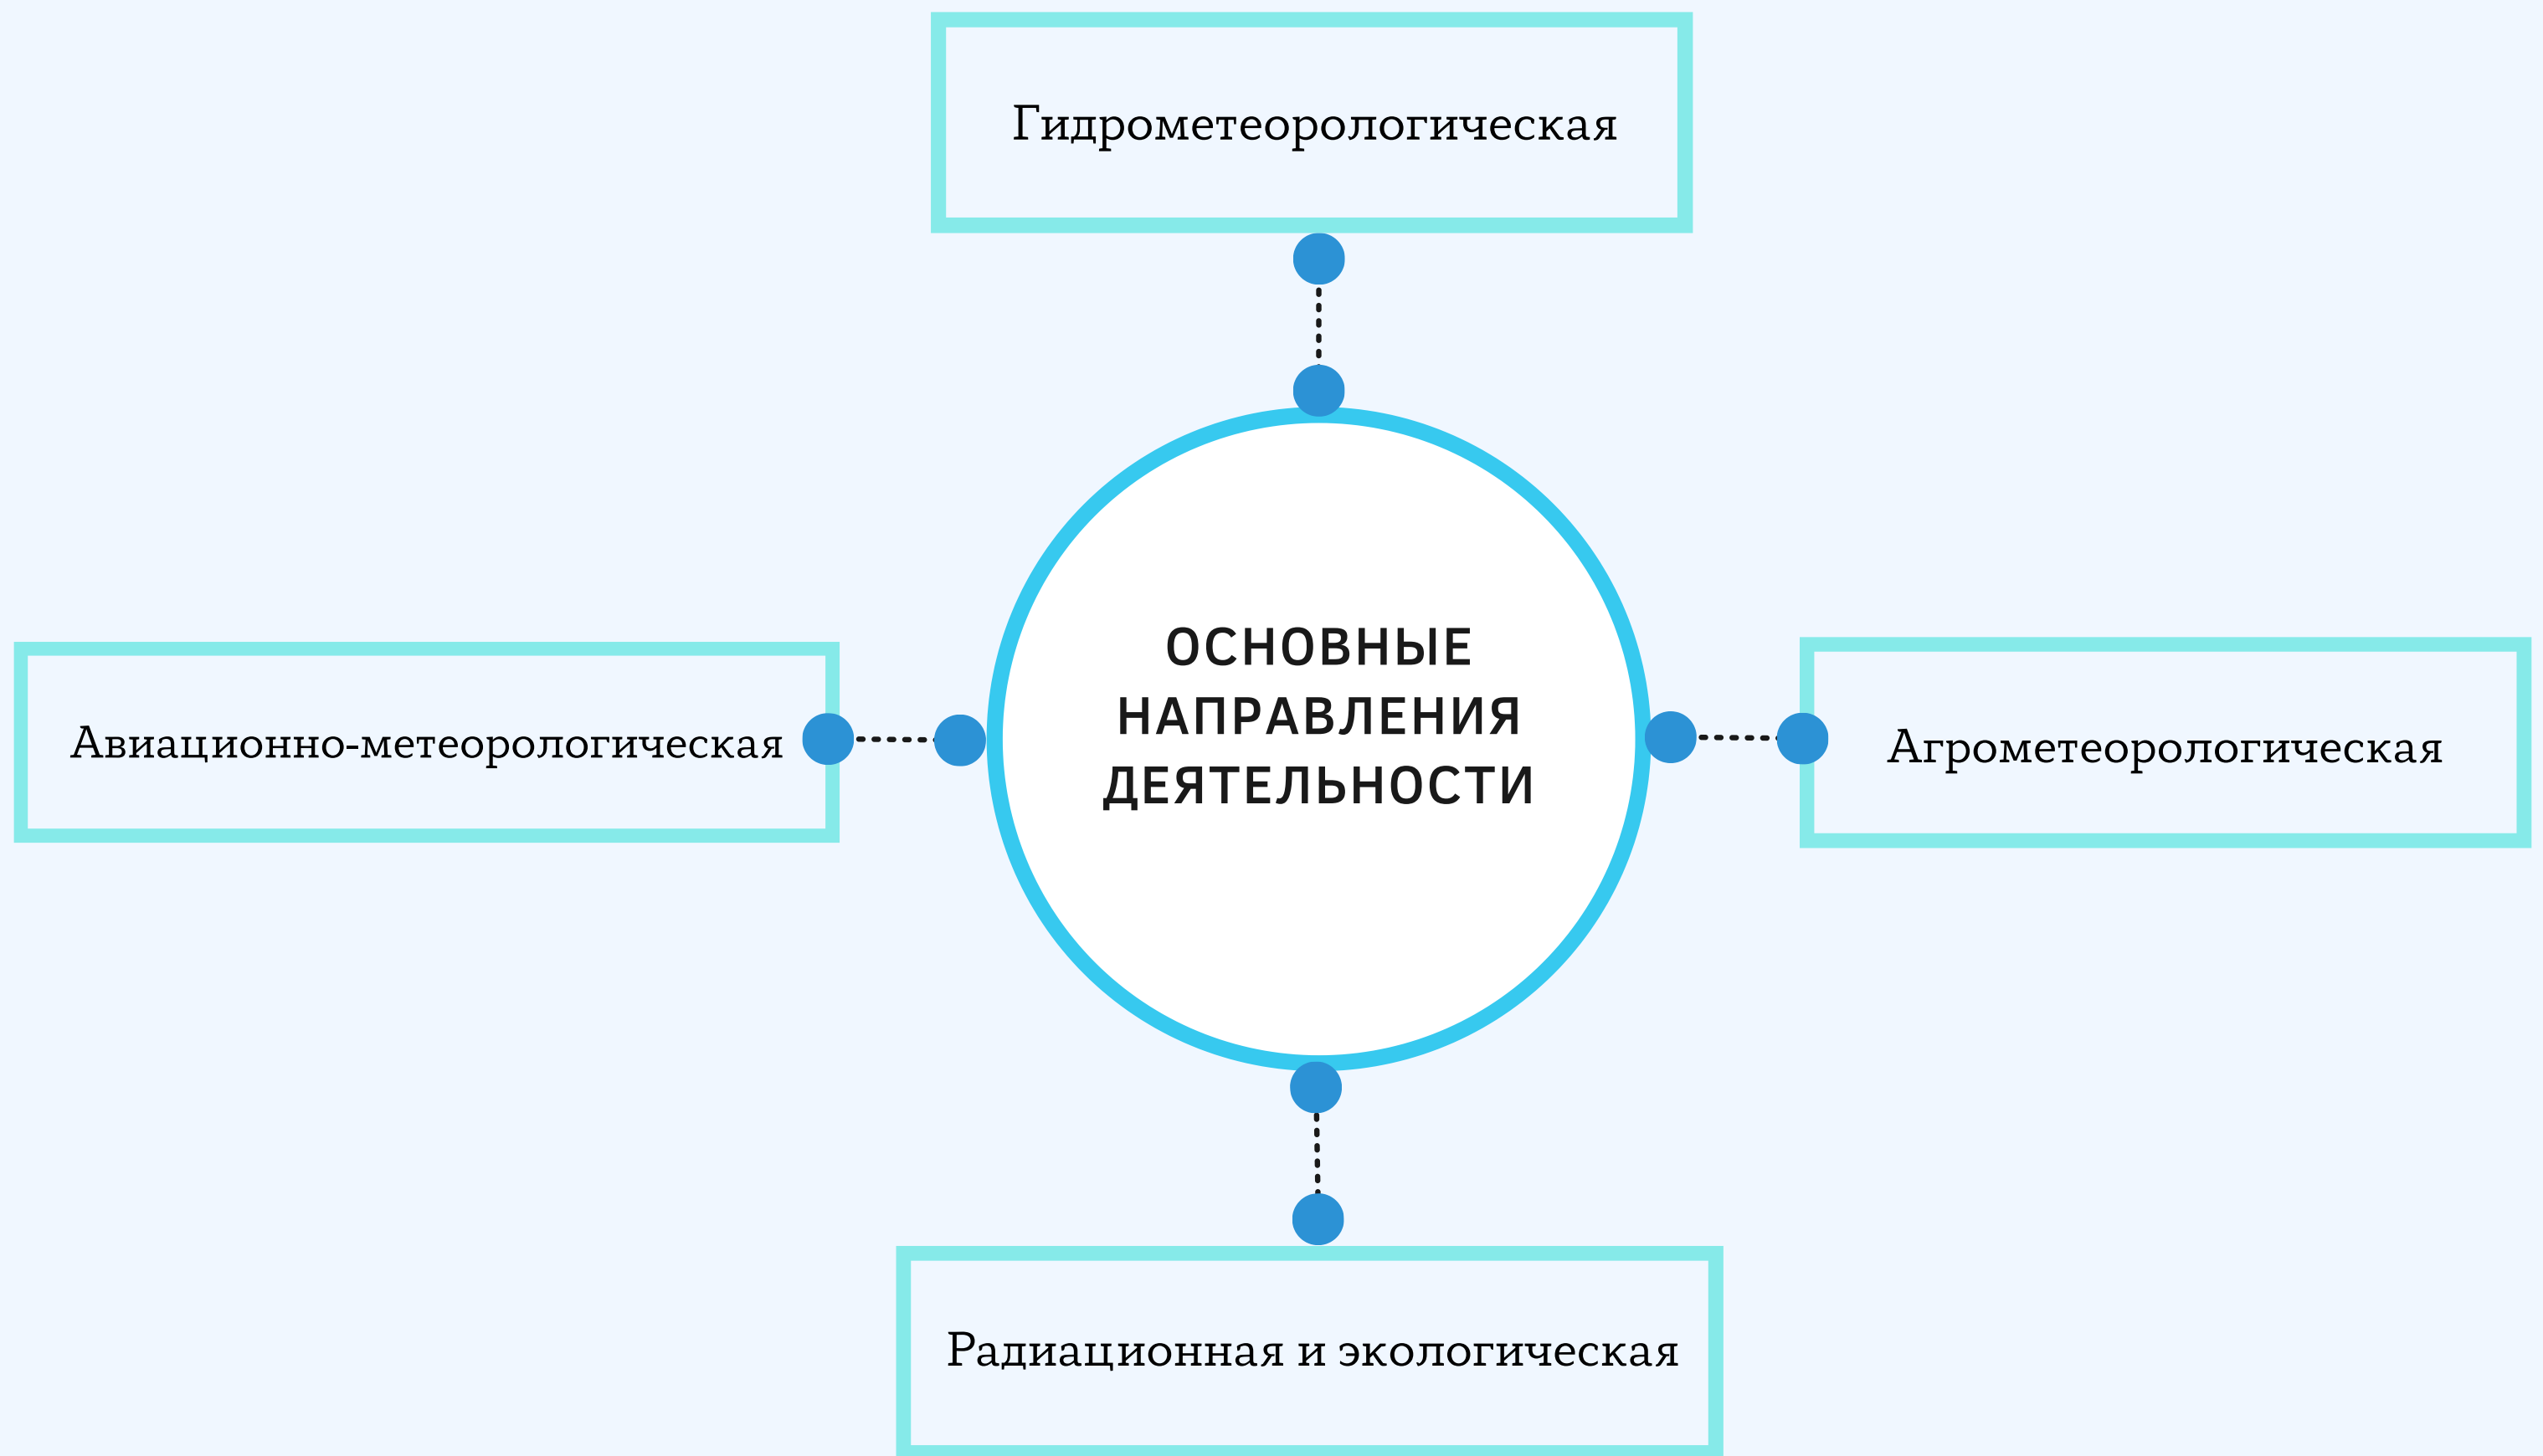 Гидрометеорологическая
ОСНОВНЫЕ
НАПРАВЛЕНИЯ
ДЕЯТЕЛЬНОСТИ
Авиационно-метеорологическая
Агрометеорологическая
Радиационная и экологическая